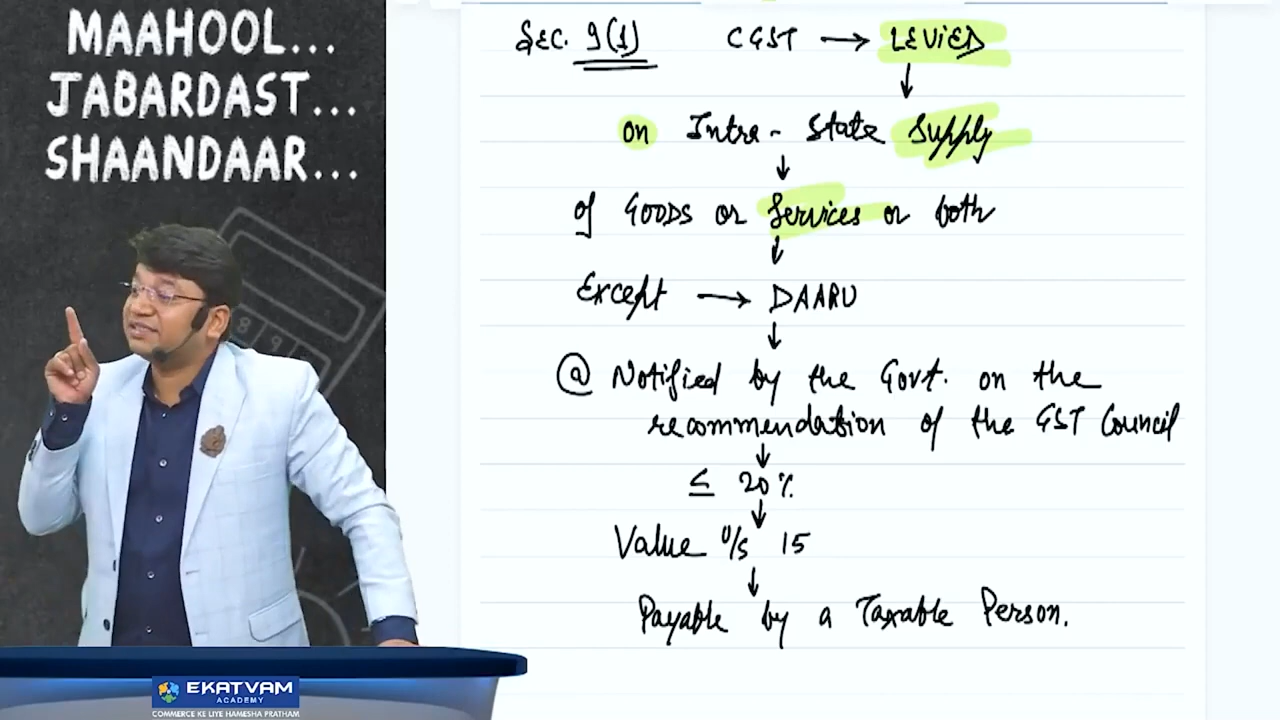 MAAHOOL...
JABARDAST...
SHAANDAAR...
SEC. 9(1) CGST → LEVIED
↓
on Intra - State Supply
↓
of GOODS or Services or both
↓
Except → DAARU
↓
@ Notified by the Govt. on the
recommendation of the GST Council
↓
≤ 20%
↓
Value u/s 15
↓
Payable by a Taxable Person.
8 9
EKATVAM
ACADEMY
COMMERCE KE LIYE HAMESHA PRATHAM